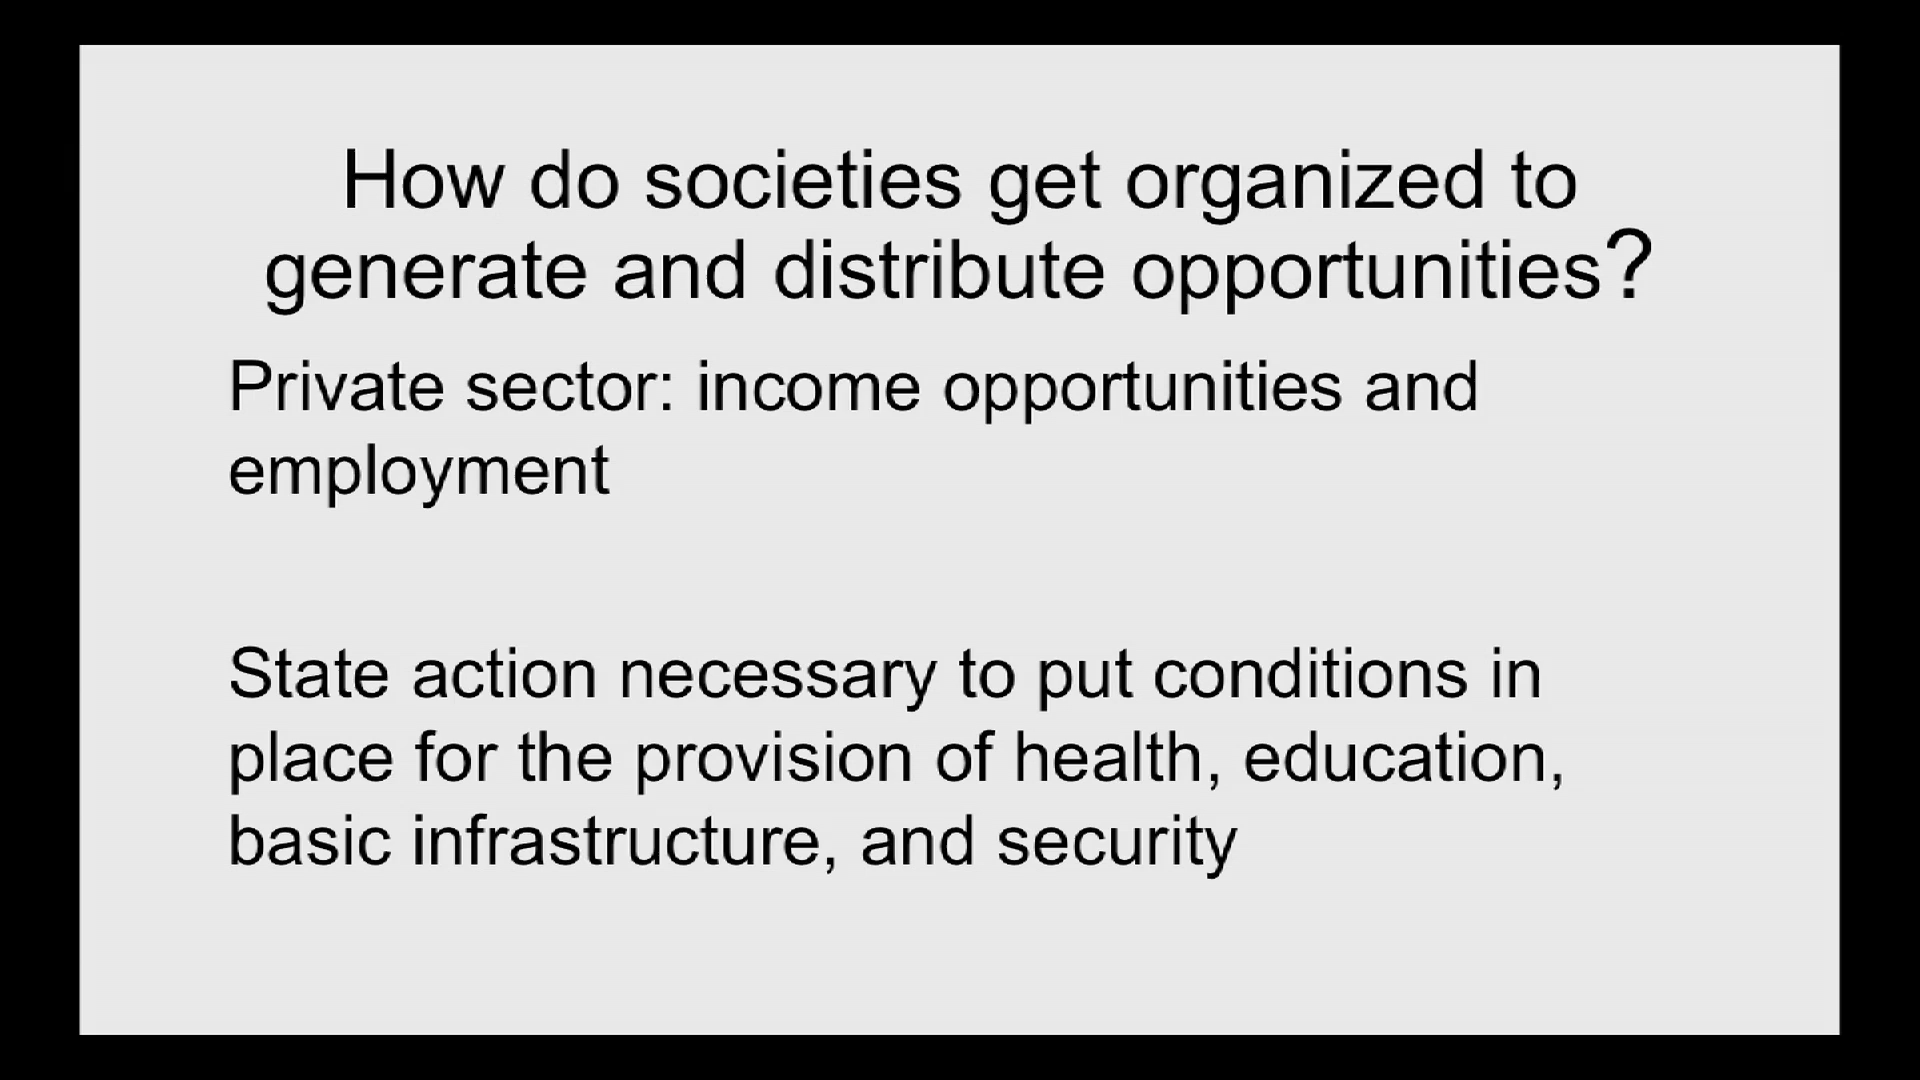 How do societies get organized to
generate and distribute opportunities?
Private sector: income opportunities and
employment
State action necessary to put conditions in
place for the provision of health, education,
basic infrastructure, and security